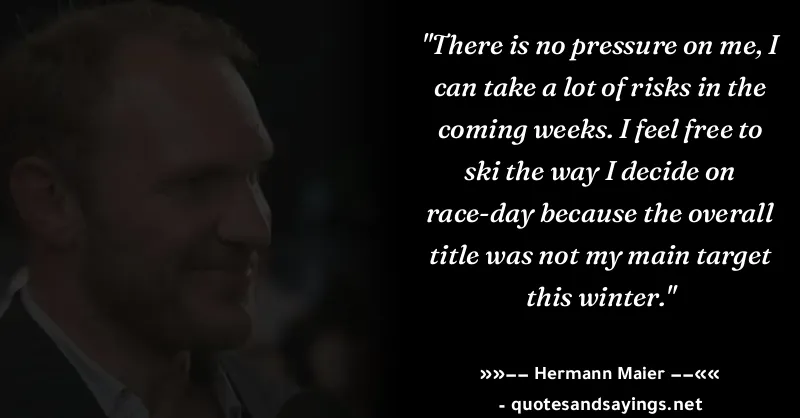 "There is no pressure on me, I
can take a lot of risks in the
coming weeks. I feel free to
ski the way I decide on
race-day because the overall
title was not my main target
this winter."
»»−− Hermann Maier −−««
- quotesandsayings.net